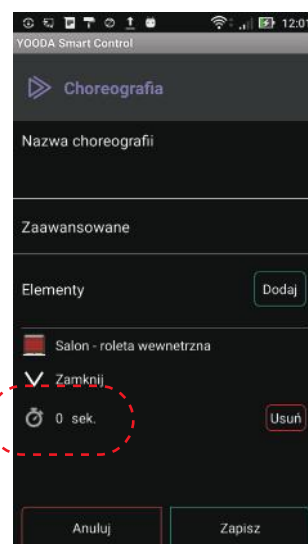 12:01
YOODA Smart Control
Choreografia
Nazwa choreografii
Zaawansowane
Elementy
Dodaj
Salon - roleta wewnetrzna
Zamknij
0 sek.
Usuń
Anuluj
Zapisz